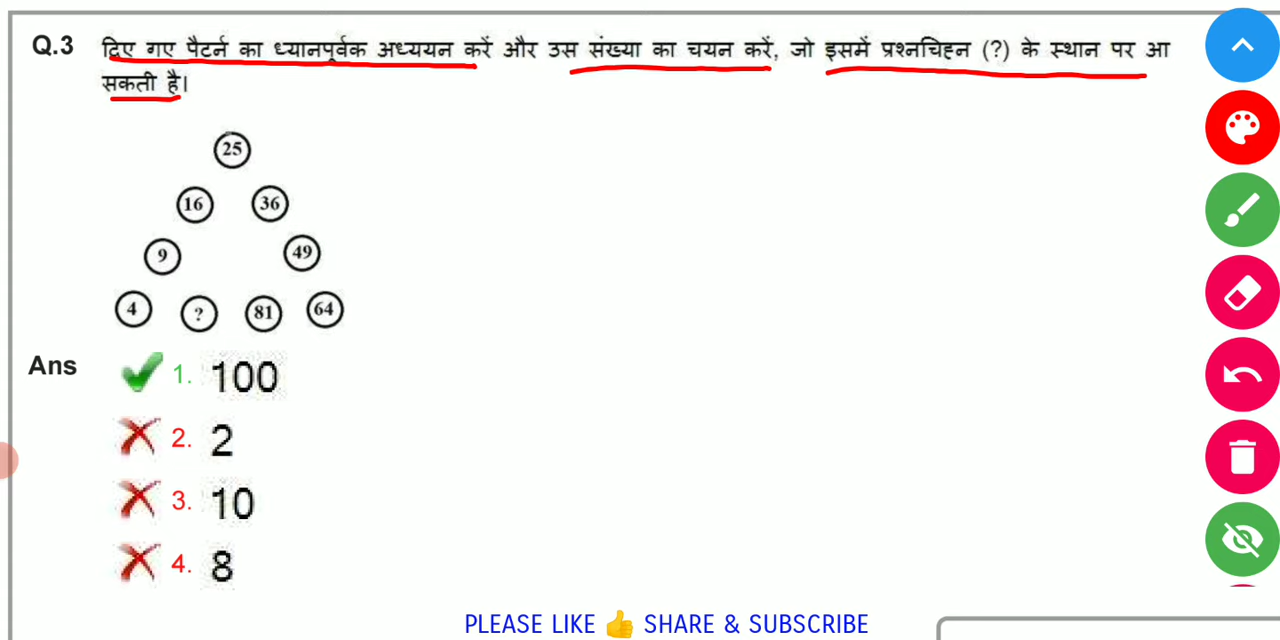 Q.3 दिए गए पैटर्न का ध्यानपूर्वक अध्ययन करें और उस संख्या का चयन करें, जो इसमें प्रश्नचिह्न (?) के स्थान पर आ
सकती है।
25
16 36
9 49
4 ? 81 64
Ans 1. 100
2. 2
3. 10
4. 8
PLEASE LIKE 👍 SHARE & SUBSCRIBE